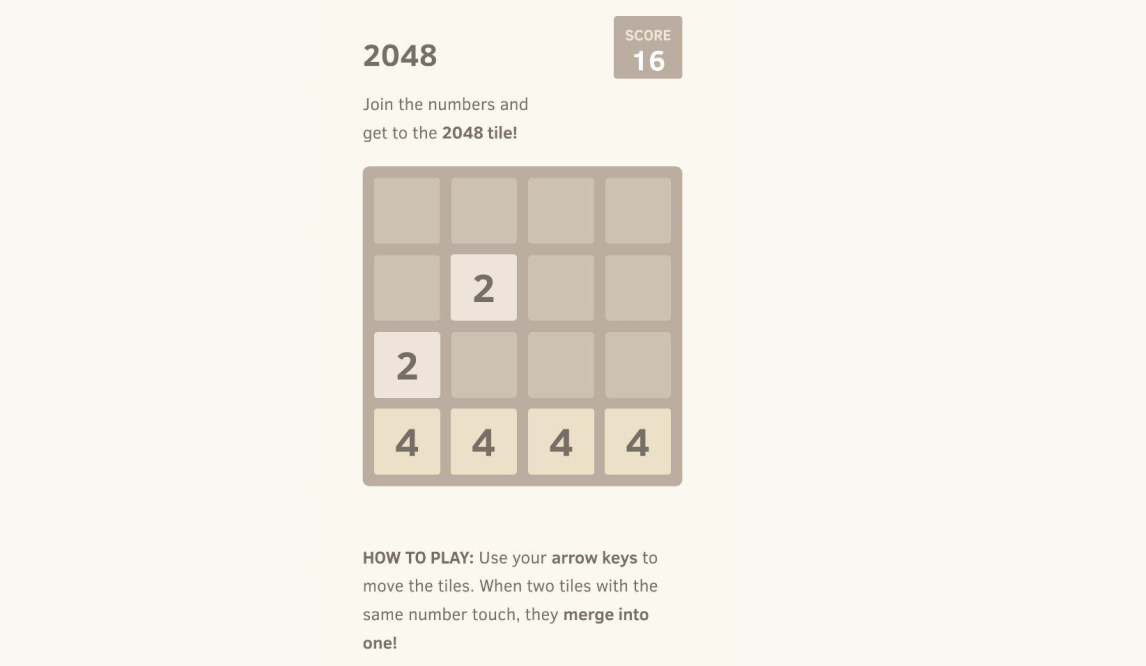 2048
SCORE
16
Join the numbers and
get to the 2048 tile!
2
2
4 4 4 4
HOW TO PLAY: Use your arrow keys to
move the tiles. When two tiles with the
same number touch, they merge into
one!